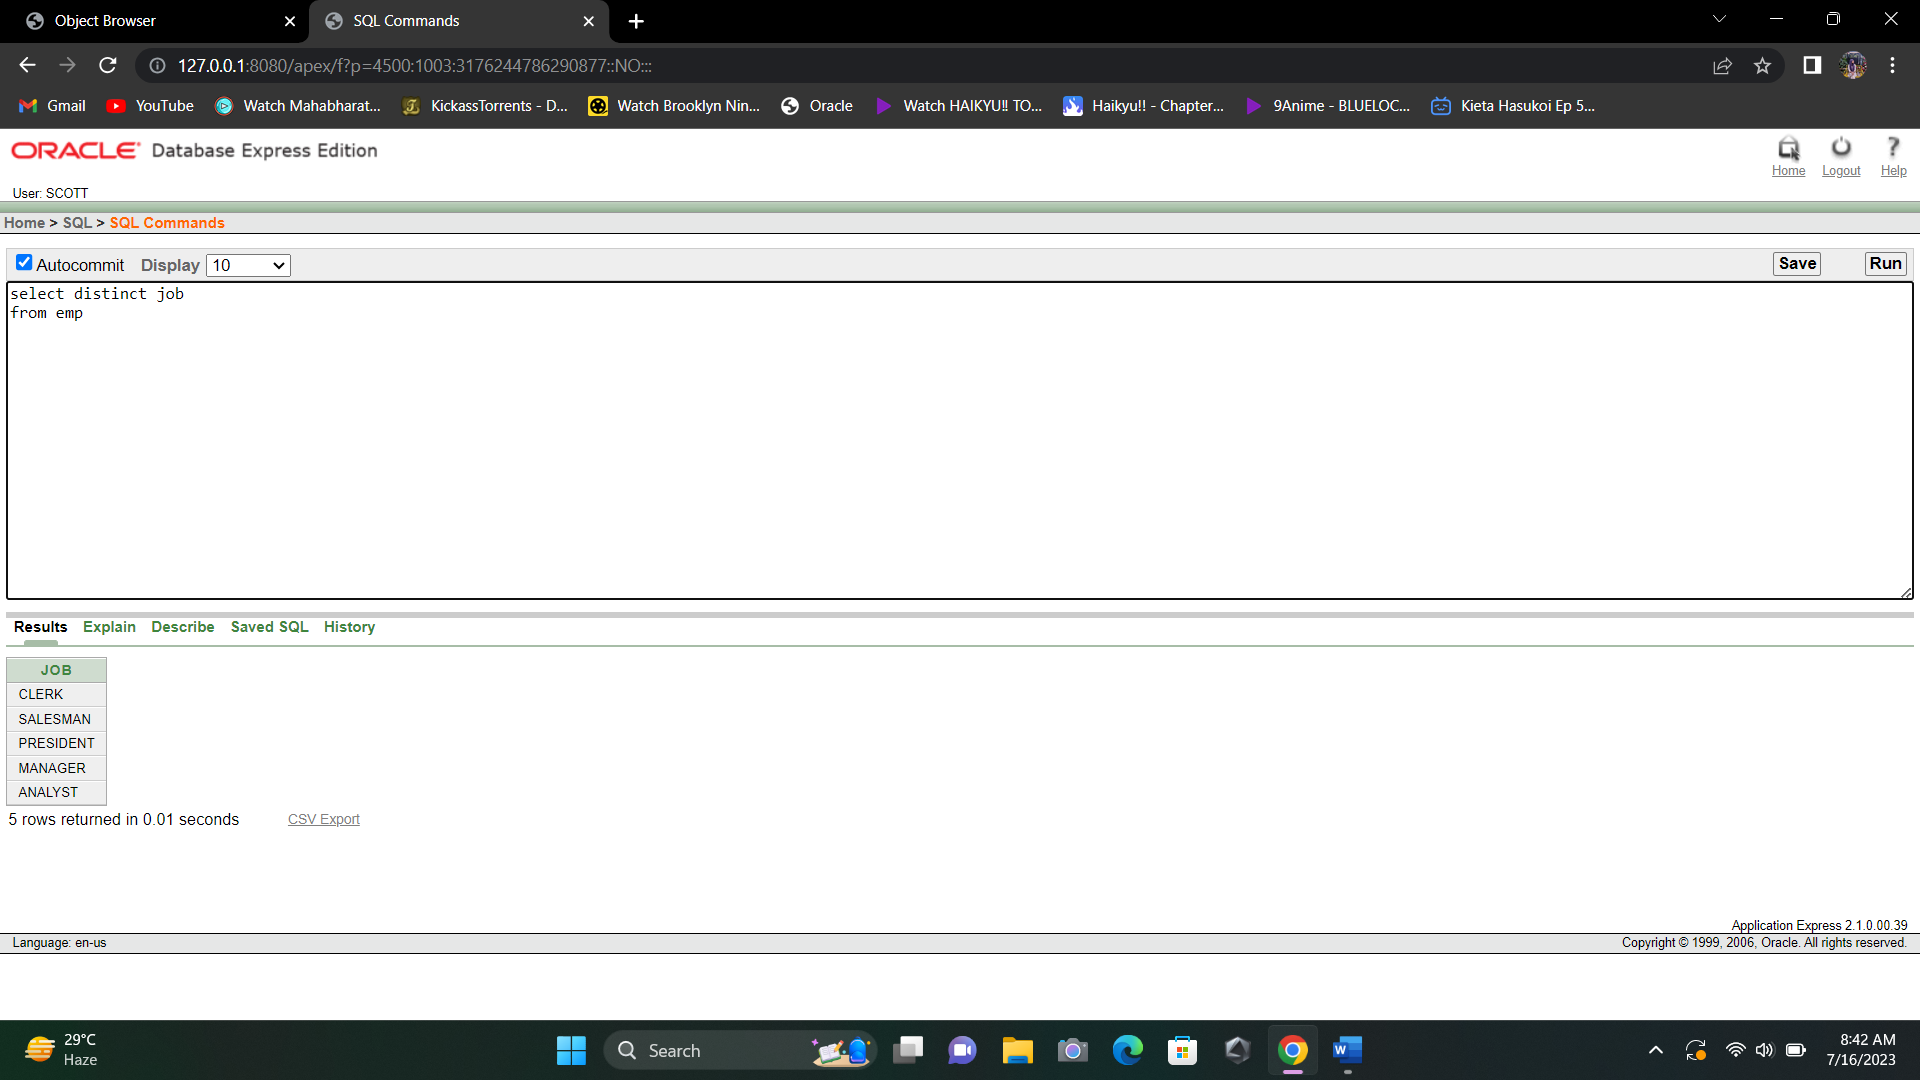 Object Browser
SQL Commands
127.0.0.1:8080/apex/f?p=4500:1003:3176244786290877::NO:::
Gmail
YouTube
Watch Mahabharat...
KickassTorrents - D...
Watch Brooklyn Nin...
Oracle
Watch HAIKYU!! TO...
Haikyu!! - Chapter...
9Anime - BLUELOC...
Kieta Hasukoi Ep 5...
ORACLE Database Express Edition
Home
Logout
Help
User: SCOTT
Home > SQL > SQL Commands
Autocommit Display 10
Save
Run
select distinct job
from emp
Results Explain Describe Saved SQL History
JOB
CLERK
SALESMAN
PRESIDENT
MANAGER
ANALYST
5 rows returned in 0.01 seconds
CSV Export
Application Express 2.1.0.00.39
Language: en-us
Copyright © 1999, 2006, Oracle. All rights reserved.
29°C
Haze
Search
8:42 AM
7/16/2023